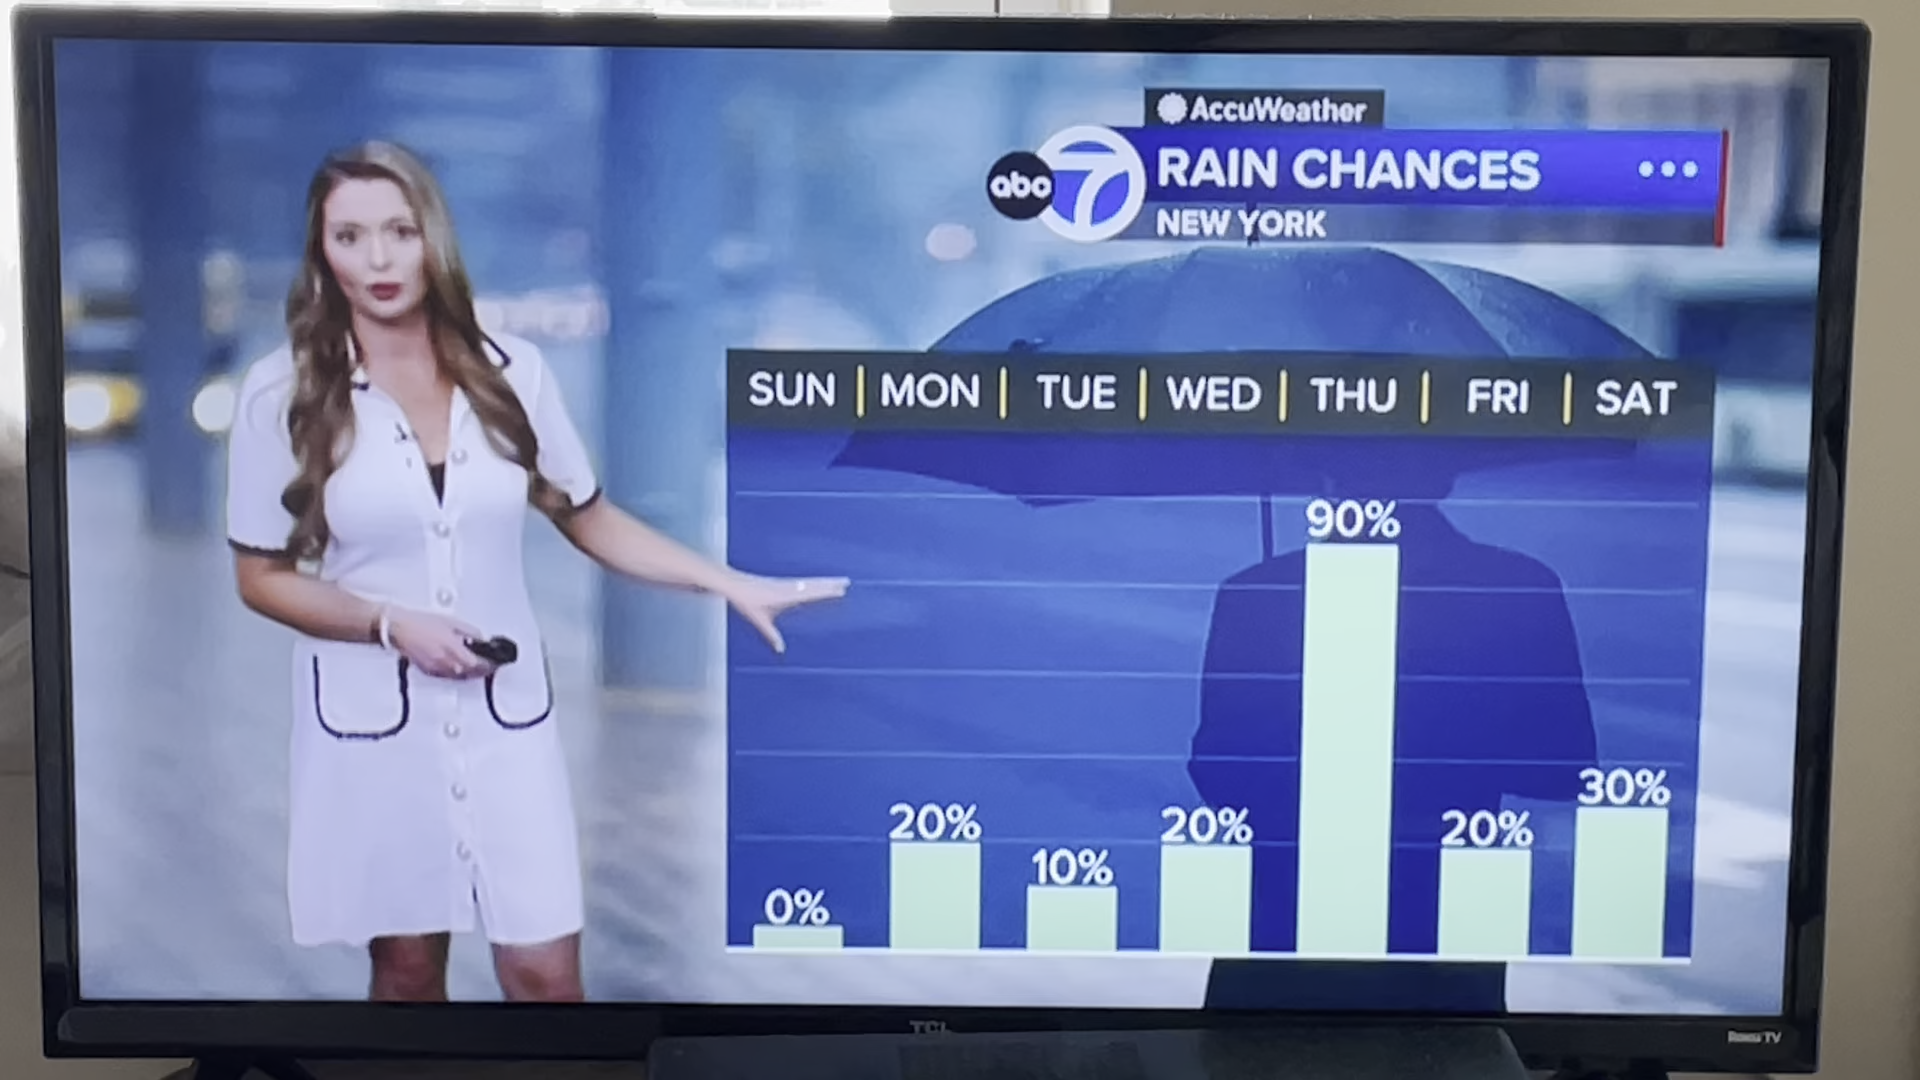 AccuWeather
abc 7 RAIN CHANCES
NEW YORK
SUN MON TUE WED THU FRI SAT
0% 20% 10% 20% 90% 20% 30%
TCL
Roku TV